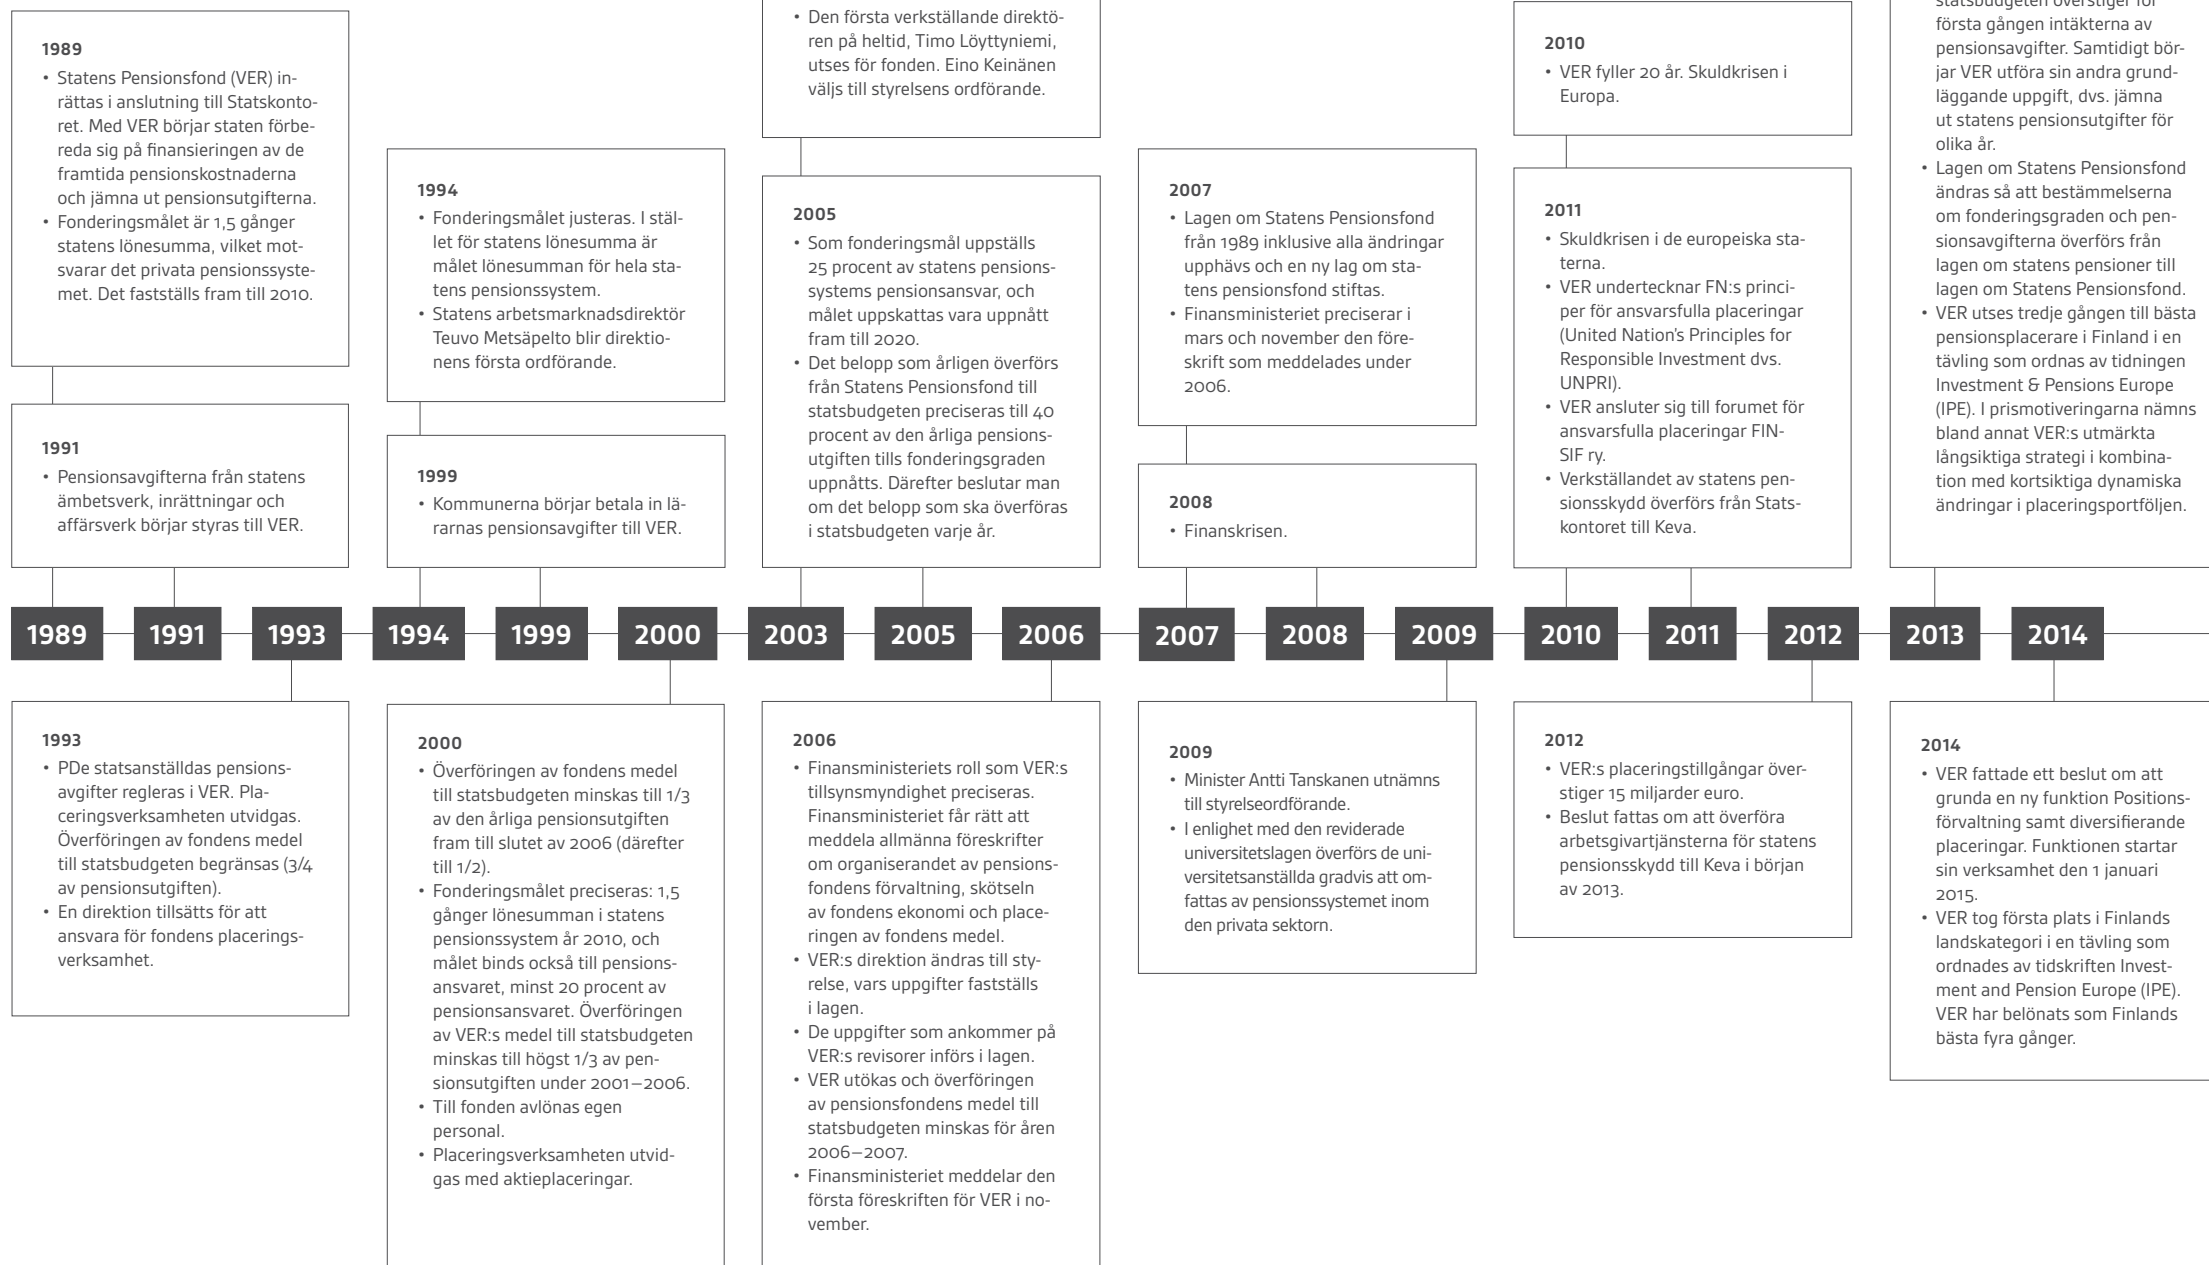 1989
• Statens Pensionsfond (VER) in-
rättas i anslutning till Statskonto-
ret. Med VER börjar staten förbe-
reda sig på finansieringen av de
framtida pensionskostnaderna
och jämna ut pensionsutgifterna.
• Fonderingsmålet är 1,5 gånger
statens lönesumma, vilket mot-
svarar det privata pensionssyste-
met. Det fastställs fram till 2010.
1991
• Pensionsavgifterna från statens
ämbetsverk, inrättningar och
affärsverk börjar styras till VER.
1994
• Fonderingsmålet justeras. I stäl-
let för statens lönesumma är
målet lönesumman för hela sta-
tens pensionssystem.
• Statens arbetsmarknadsdirektör
Teuvo Metsäpelto blir direktio-
nens första ordförande.
1999
• Kommunerna börjar betala in lä-
rarnas pensionsavgifter till VER.
• Den första verkställande direktö-
ren på heltid, Timo Löyttyniemi,
utses för fonden. Eino Keinänen
väljs till styrelsens ordförande.
2005
• Som fonderingsmål uppställs
25 procent av statens pensions-
systems pensionsansvar, och
målet uppskattas vara uppnått
fram till 2020.
• Det belopp som årligen överförs
från Statens Pensionsfond till
statsbudgeten preciseras till 40
procent av den årliga pensions-
utgiften tills fonderingsgraden
uppnåtts. Därefter beslutar man
om det belopp som ska överföras
i statsbudgeten varje år.
2007
• Lagen om Statens Pensionsfond
från 1989 inklusive alla ändringar
upphävs och en ny lag om sta-
tens pensionsfond stiftas.
• Finansministeriet preciserar i
mars och november den före-
skrift som meddelades under
2006.
2008
• Finanskrisen.
2010
• VER fyller 20 år. Skuldkrisen i
Europa.
2011
• Skuldkrisen i de europeiska sta-
terna.
• VER undertecknar FN:s princi-
per för ansvarsfulla placeringar
(United Nation's Principles for
Responsible Investment dvs.
UNPRI).
• VER ansluter sig till forumet för
ansvarsfulla placeringar FIN-
SIF ry.
• Verkställandet av statens pen-
sionsskydd överförs från Stats-
kontoret till Keva.
statsbudgeten överstiger för
första gången intäkterna av
pensionsavgifter. Samtidigt bör-
jar VER utföra sin andra grund-
läggande uppgift, dvs. jämna
ut statens pensionsutgifter för
olika år.
• Lagen om Statens Pensionsfond
ändras så att bestämmelserna
om fonderingsgraden och pen-
sionsavgifterna överförs från
lagen om statens pensioner till
lagen om Statens Pensionsfond.
• VER utses tredje gången till bästa
pensionsplacerare i Finland i en
tävling som ordnas av tidningen
Investment & Pensions Europe
(IPE). I prismotiveringarna nämns
bland annat VER:s utmärkta
långsiktiga strategi i kombina-
tion med kortsiktiga dynamiska
ändringar i placeringsportföljen.
1989 1991 1993 1994 1999 2000 2003 2005 2006 2007 2008 2009 2010 2011 2012 2013 2014
1993
• PDe statsanställdas pensions-
avgifter regleras i VER. Pla-
ceringsverksamheten utvidgas.
Överföringen av fondens medel
till statsbudgeten begränsas (3/4
av pensionsutgiften).
• En direktion tillsätts för att
ansvara för fondens placerings-
verksamhet.
2000
• Överföringen av fondens medel
till statsbudgeten minskas till 1/3
av den årliga pensionsutgiften
fram till slutet av 2006 (därefter
till 1/2).
• Fonderingsmålet preciseras: 1,5
gånger lönesumman i statens
pensionssystem år 2010, och
målet binds också till pensions-
ansvaret, minst 20 procent av
pensionsansvaret. Överföringen
av VER:s medel till statsbudgeten
minskas till högst 1/3 av pen-
sionsutgiften under 2001–2006.
• Till fonden avlönas egen
personal.
• Placeringsverksamheten utvid-
gas med aktieplaceringar.
2006
• Finansministeriets roll som VER:s
tillsynsmyndighet preciseras.
Finansministeriet får rätt att
meddela allmänna föreskrifter
om organiserandet av pensions-
fondens förvaltning, skötseln
av fondens ekonomi och place-
ringen av fondens medel.
• VER:s direktion ändras till sty-
relse, vars uppgifter fastställs
i lagen.
• De uppgifter som ankommer på
VER:s revisorer införs i lagen.
• VER utökas och överföringen
av pensionsfondens medel till
statsbudgeten minskas för åren
2006–2007.
• Finansministeriet meddelar den
första föreskriften för VER i no-
vember.
2009
• Minister Antti Tanskanen utnämns
till styrelseordförande.
• I enlighet med den reviderade
universitetslagen överförs de uni-
versitetsanställda gradvis att om-
fattas av pensionssystemet inom
den privata sektorn.
2012
• VER:s placeringstillgångar över-
stiger 15 miljarder euro.
• Beslut fattas om att överföra
arbetsgivartjänsterna för statens
pensionsskydd till Keva i början
av 2013.
2014
• VER fattade ett beslut om att
grunda en ny funktion Positions-
förvaltning samt diversifierande
placeringar. Funktionen startar
sin verksamhet den 1 januari
2015.
• VER tog första plats i Finlands
landskategori i en tävling som
ordnades av tidskriften Invest-
ment and Pension Europe (IPE).
VER har belönats som Finlands
bästa fyra gånger.